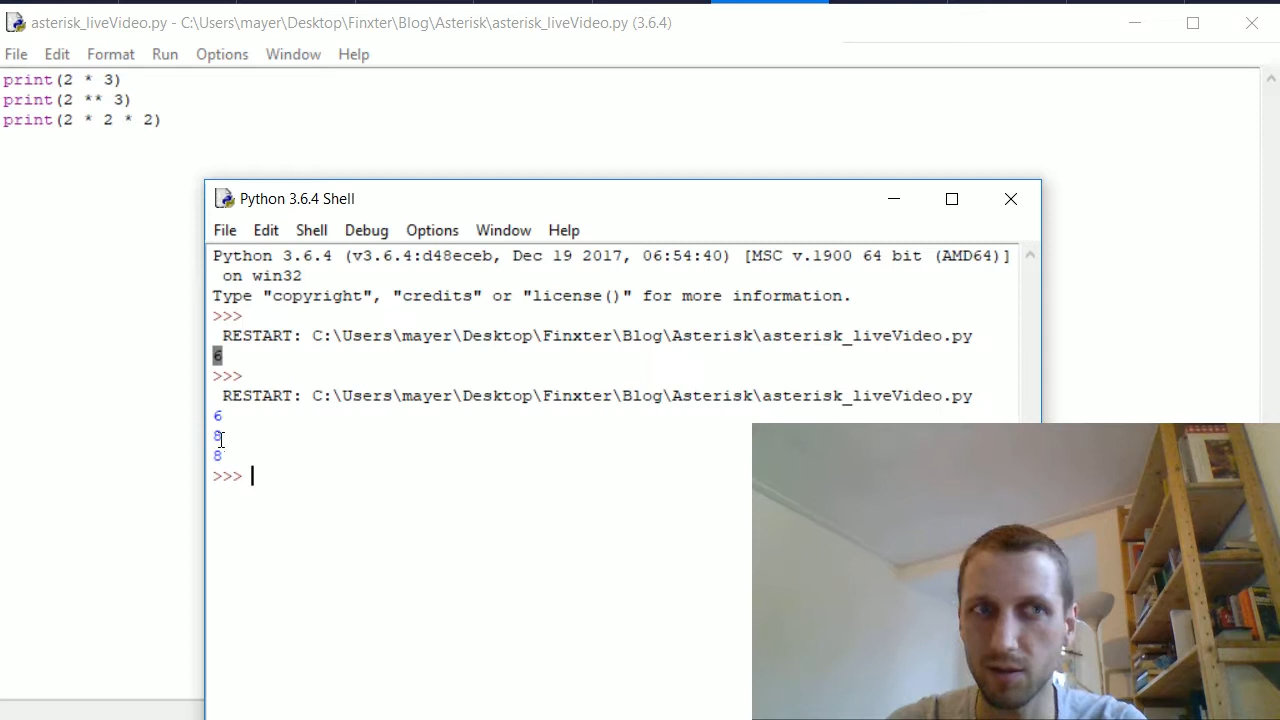 asterisk_liveVideo.py - C:\Users\mayer\Desktop\Finxter\Blog\Asterisk\asterisk_liveVideo.py (3.6.4)
File Edit Format Run Options Window Help
print(2 * 3)
print(2 ** 3)
print(2 * 2 * 2)
Python 3.6.4 Shell
File Edit Shell Debug Options Window Help
Python 3.6.4 (v3.6.4:d48eceb, Dec 19 2017, 06:54:40) [MSC v.1900 64 bit (AMD64)]
on win32
Type "copyright", "credits" or "license()" for more information.
>>>
RESTART: C:\Users\mayer\Desktop\Finxter\Blog\Asterisk\asterisk_liveVideo.py
6
>>>
RESTART: C:\Users\mayer\Desktop\Finxter\Blog\Asterisk\asterisk_liveVideo.py
6
8
8
>>>